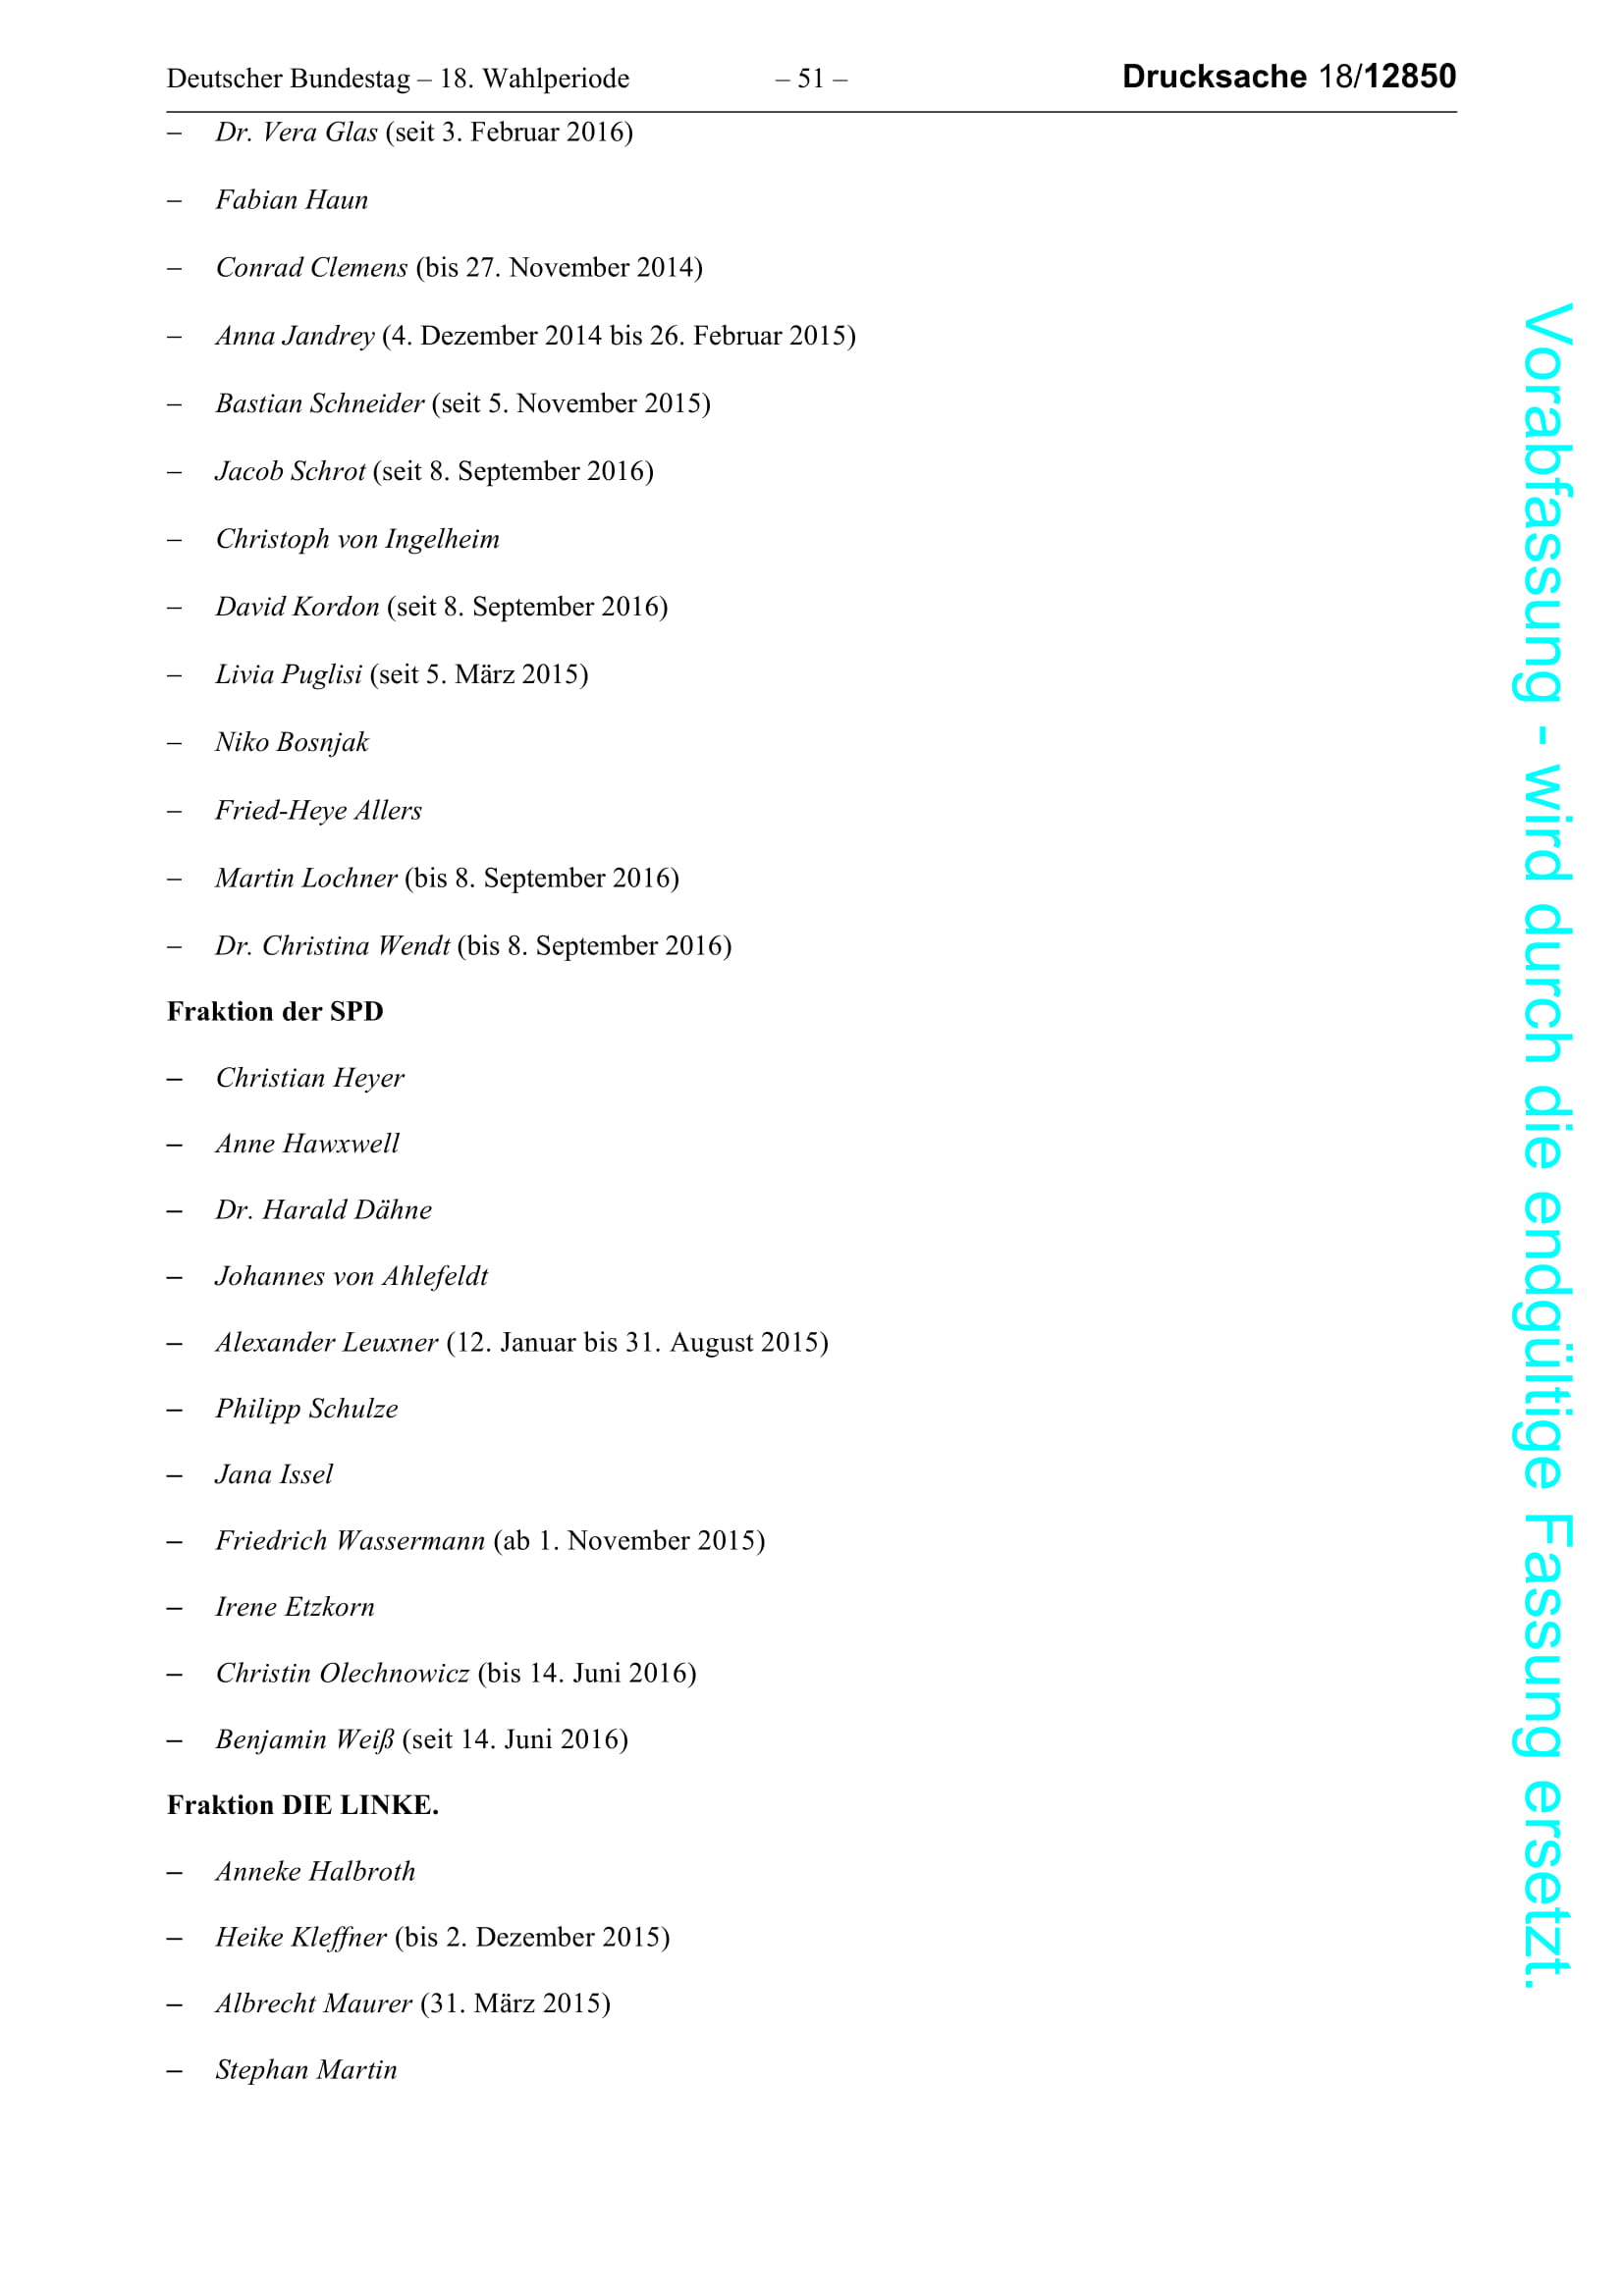 Deutscher Bundestag – 18. Wahlperiode – 51 – Drucksache 18/12850
– Dr. Vera Glas (seit 3. Februar 2016)
– Fabian Haun
– Conrad Clemens (bis 27. November 2014)
– Anna Jandrey (4. Dezember 2014 bis 26. Februar 2015)
– Bastian Schneider (seit 5. November 2015)
– Jacob Schrot (seit 8. September 2016)
– Christoph von Ingelheim
– David Kordon (seit 8. September 2016)
– Livia Puglisi (seit 5. März 2015)
– Niko Bosnjak
– Fried-Heye Allers
– Martin Lochner (bis 8. September 2016)
– Dr. Christina Wendt (bis 8. September 2016)
Fraktion der SPD
– Christian Heyer
– Anne Hawxwell
– Dr. Harald Dähne
– Johannes von Ahlefeldt
– Alexander Leuxner (12. Januar bis 31. August 2015)
– Philipp Schulze
– Jana Issel
– Friedrich Wassermann (ab 1. November 2015)
– Irene Etzkorn
– Christin Olechnowicz (bis 14. Juni 2016)
– Benjamin Weiß (seit 14. Juni 2016)
Fraktion DIE LINKE.
– Anneke Halbroth
– Heike Kleffner (bis 2. Dezember 2015)
– Albrecht Maurer (31. März 2015)
– Stephan Martin
Vorabfassung - wird durch die endgültige Fassung ersetzt.